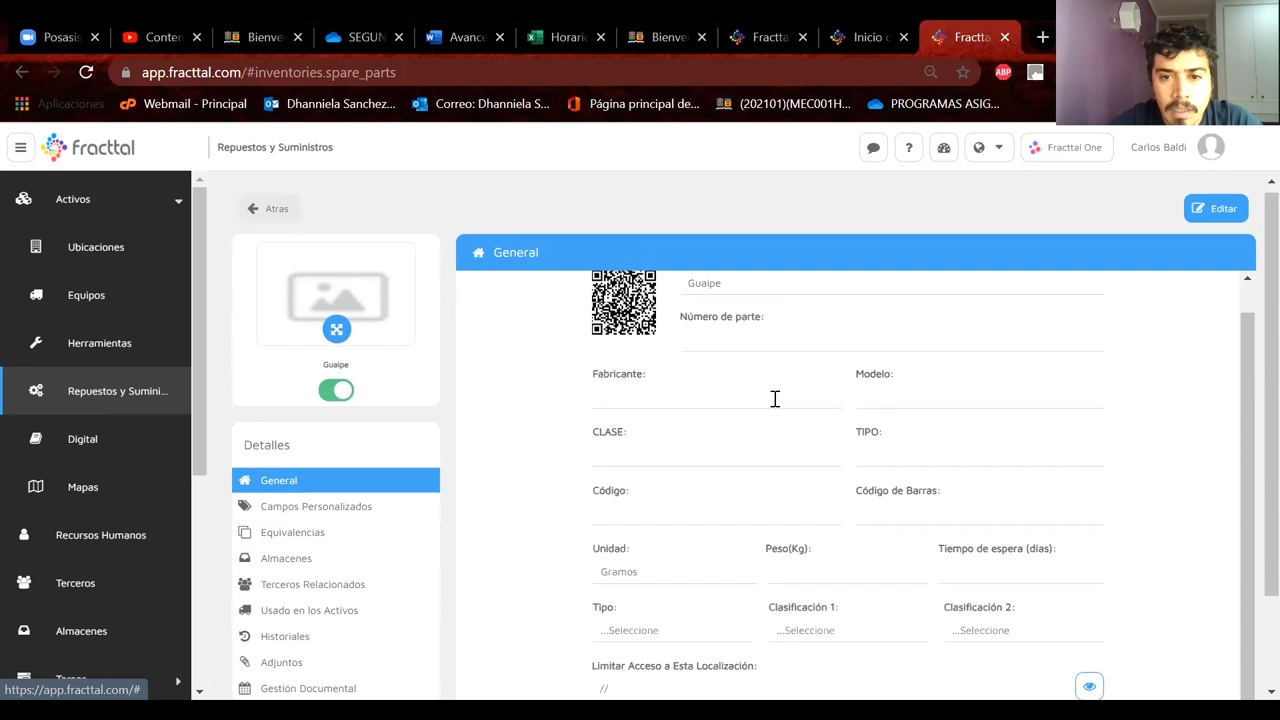 Posasis
Conten
Bienve
SEGUN
Avance
Horario
Bienve
Fractta
Inicio c
Fractta
app.fracttal.com/#inventories.spare_parts
ABP
Aplicaciones
Webmail - Principal
Dhanniela Sanchez...
Correo: Dhanniela S...
Página principal de...
(202101)(MEC001H...
PROGRAMAS ASIG...
fracttal
Repuestos y Suministros
Fracttal One
Carlos Baldi
Activos
Ubicaciones
Equipos
Herramientas
Repuestos y Sumini...
Digital
Mapas
Recursos Humanos
Terceros
Almacenes
https://app.fracttal.com/#
Atras
Editar
Guaipe
Detalles
General
Campos Personalizados
Equivalencias
Almacenes
Terceros Relacionados
Usado en los Activos
Historiales
Adjuntos
Gestión Documental
General
Guaipe
Número de parte:
Fabricante:
Modelo:
CLASE:
TIPO:
Código:
Código de Barras:
Unidad:
Peso(Kg):
Tiempo de espera (días):
Gramos
Tipo:
Clasificación 1:
Clasificación 2:
...Seleccione
...Seleccione
...Seleccione
Limitar Acceso a Esta Localización:
//